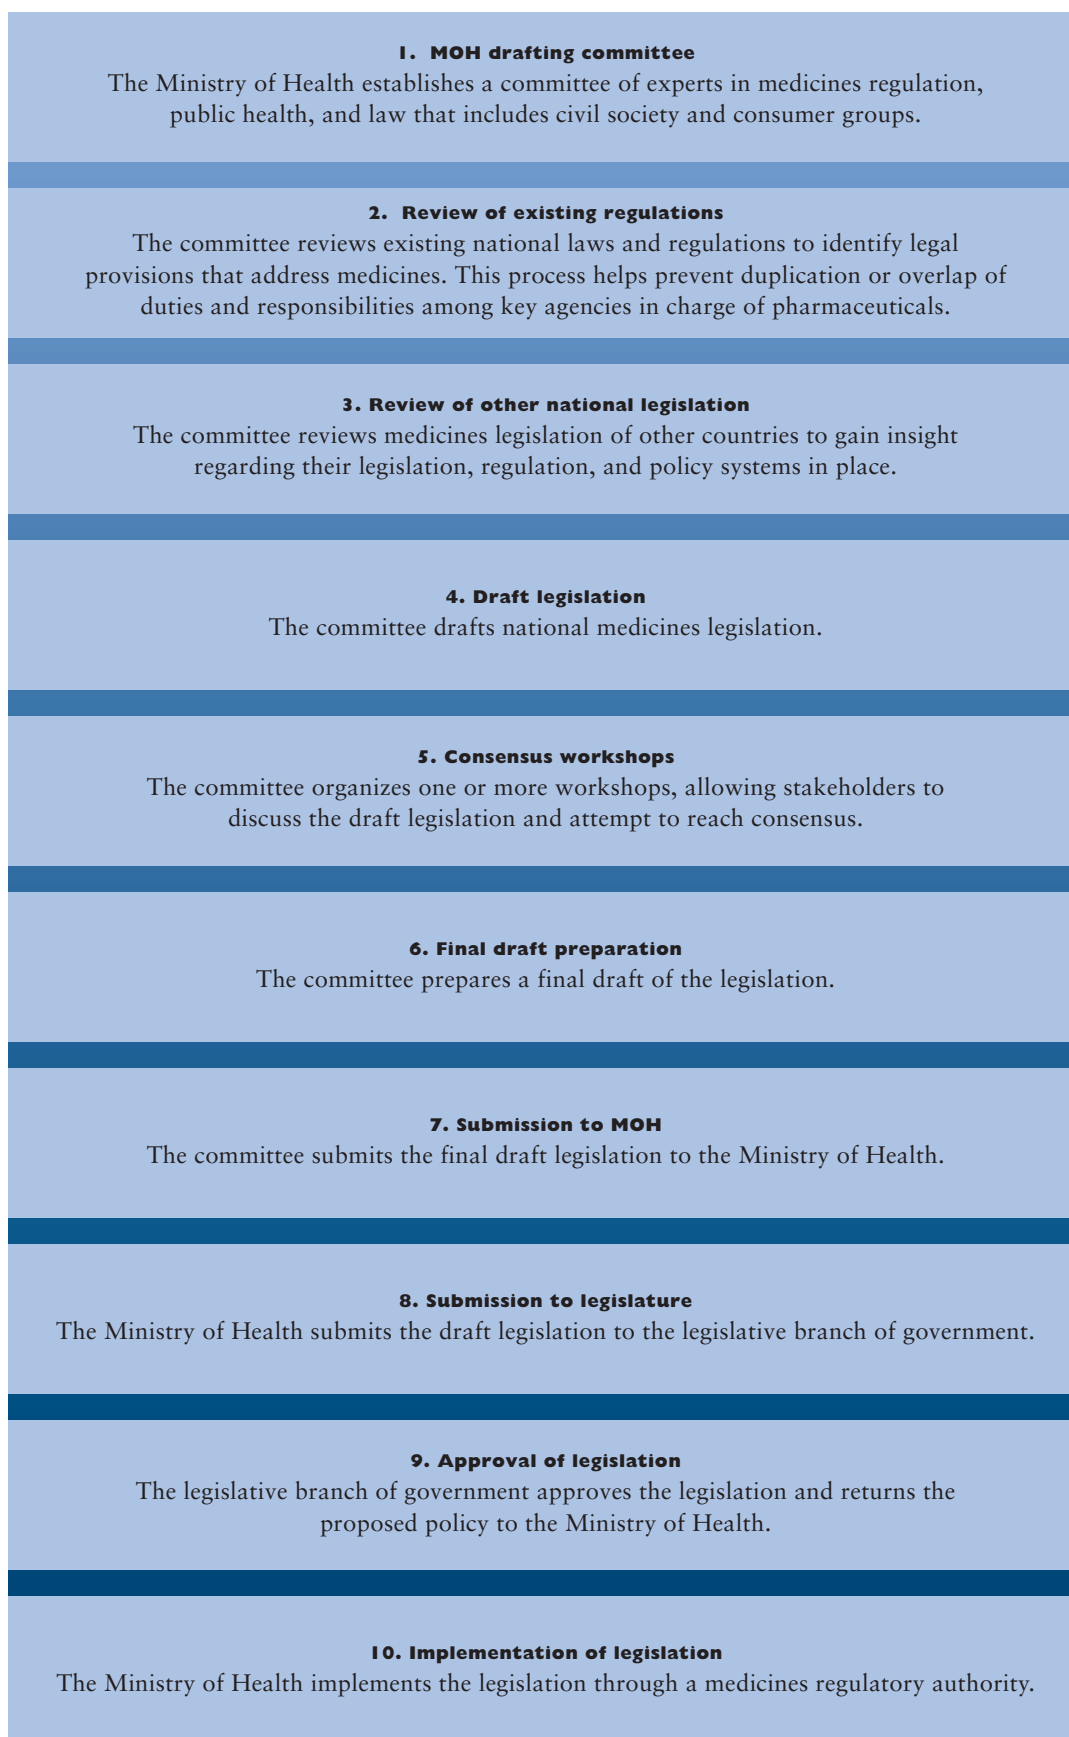 1. MOH drafting committee
The Ministry of Health establishes a committee of experts in medicines regulation,
public health, and law that includes civil society and consumer groups.
2. Review of existing regulations
The committee reviews existing national laws and regulations to identify legal
provisions that address medicines. This process helps prevent duplication or overlap of
duties and responsibilities among key agencies in charge of pharmaceuticals.
3. Review of other national legislation
The committee reviews medicines legislation of other countries to gain insight
regarding their legislation, regulation, and policy systems in place.
4. Draft legislation
The committee drafts national medicines legislation.
5. Consensus workshops
The committee organizes one or more workshops, allowing stakeholders to
discuss the draft legislation and attempt to reach consensus.
6. Final draft preparation
The committee prepares a final draft of the legislation.
7. Submission to MOH
The committee submits the final draft legislation to the Ministry of Health.
8. Submission to legislature
The Ministry of Health submits the draft legislation to the legislative branch of government.
9. Approval of legislation
The legislative branch of government approves the legislation and returns the
proposed policy to the Ministry of Health.
10. Implementation of legislation
The Ministry of Health implements the legislation through a medicines regulatory authority.